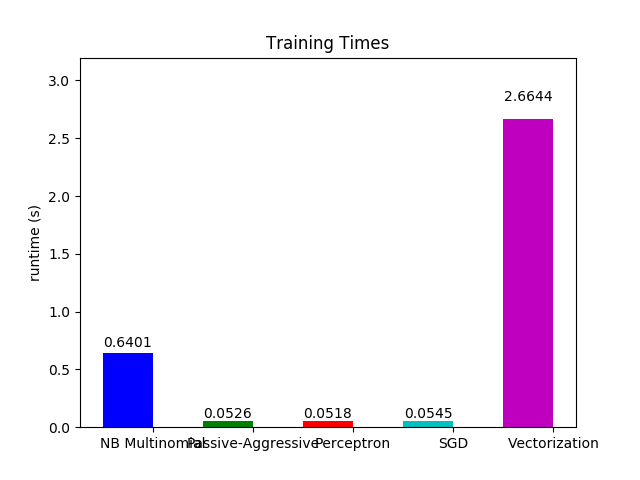 Training Times
runtime (s)
3.0
2.5
2.0
1.5
1.0
0.5
0.0
0.6401
0.0526
0.0518
0.0545
2.6644
NB Multinomial
Passive-Aggressive
Perceptron
SGD
Vectorization